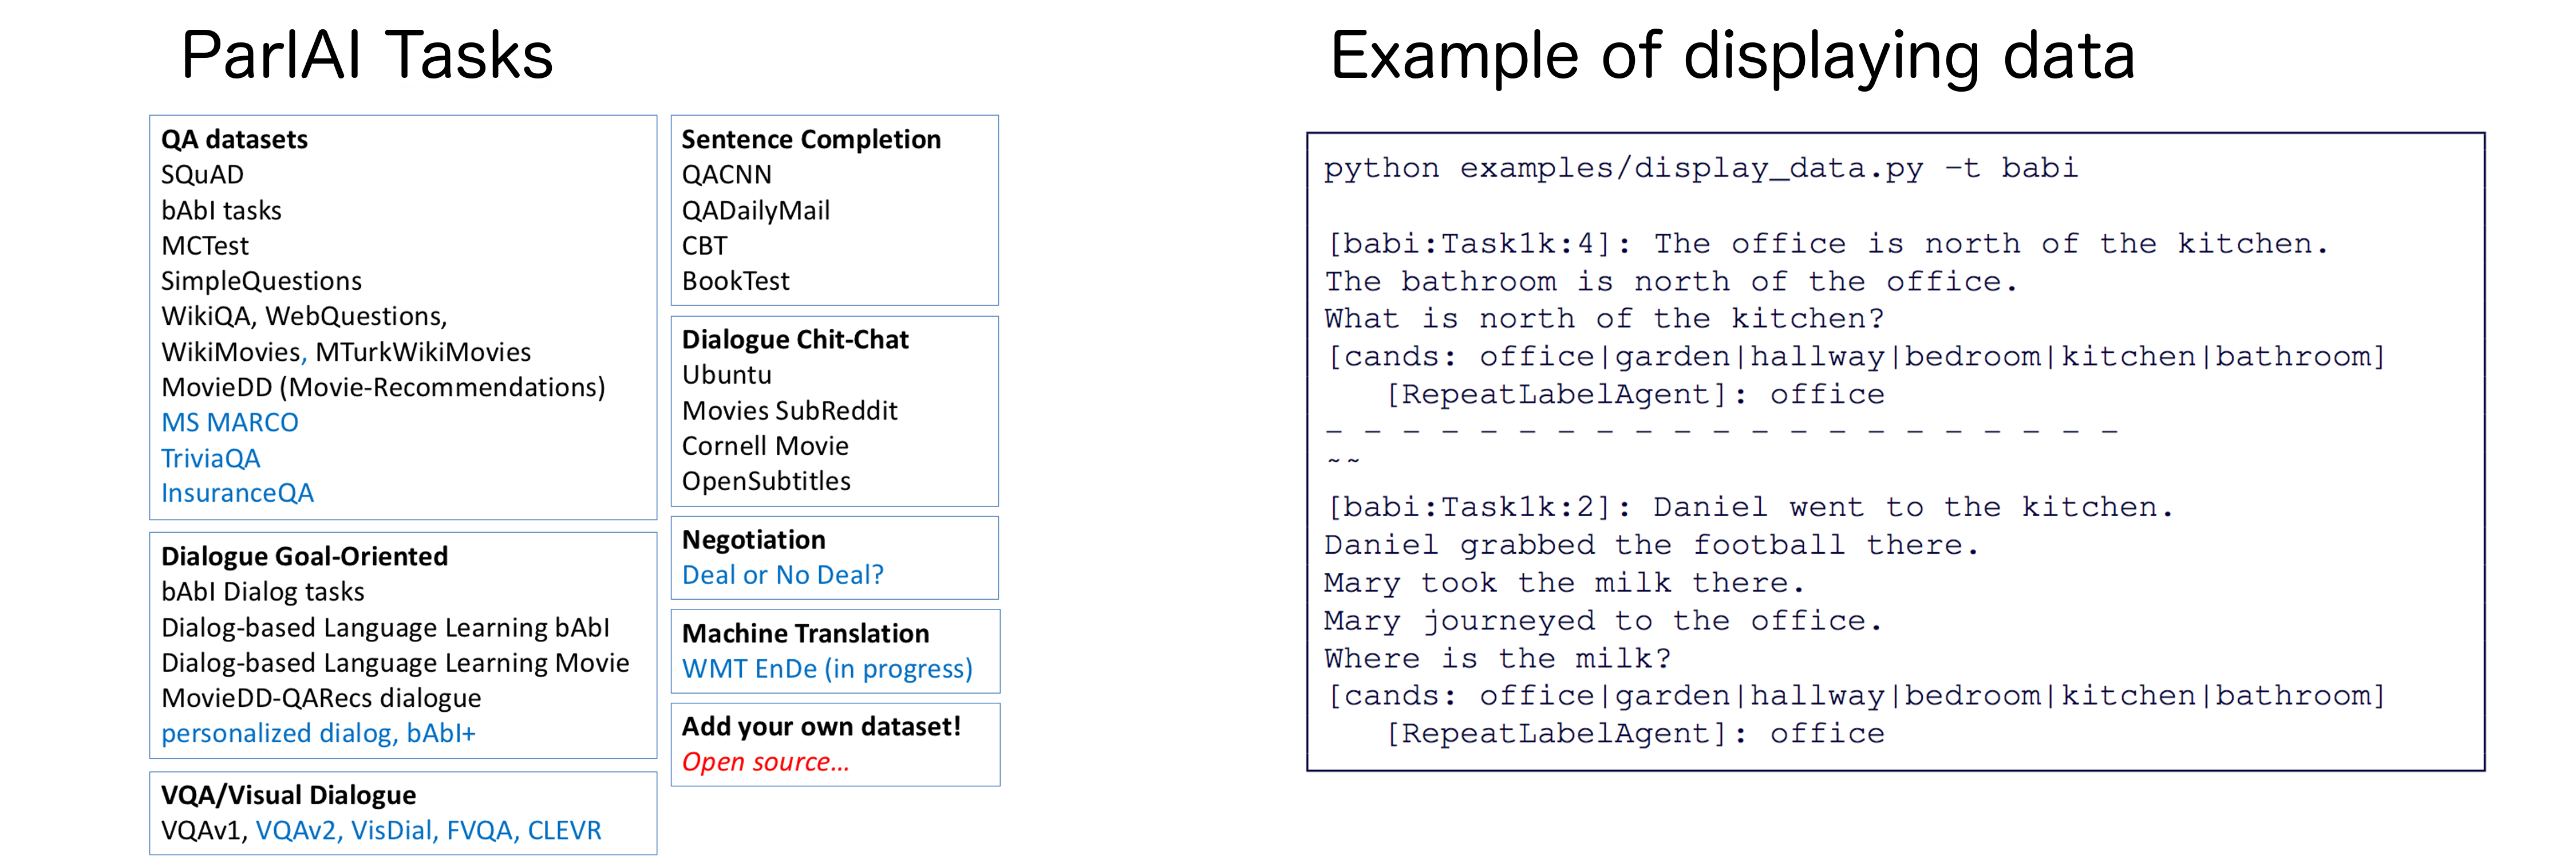 ParlAI Tasks
QA datasets
SQuAD
bAbI tasks
MCTest
SimpleQuestions
WikiQA, WebQuestions,
WikiMovies, MTurkWikiMovies
MovieDD (Movie-Recommendations)
MS MARCO
TriviaQA
InsuranceQA
Dialogue Goal-Oriented
bAbI Dialog tasks
Dialog-based Language Learning bAbI
Dialog-based Language Learning Movie
MovieDD-QARecs dialogue
personalized dialog, bAbI+
VQA/Visual Dialogue
VQAv1, VQAv2, VisDial, FVQA, CLEVR
Sentence Completion
QACNN
QADailyMail
CBT
BookTest
Dialogue Chit-Chat
Ubuntu
Movies SubReddit
Cornell Movie
OpenSubtitles
Negotiation
Deal or No Deal?
Machine Translation
WMT EnDe (in progress)
Add your own dataset!
Open source...
Example of displaying data
python examples/display_data.py -t babi
[babi:Task1k:4]: The office is north of the kitchen.
The bathroom is north of the office.
What is north of the kitchen?
[cands: office|garden|hallway|bedroom|kitchen|bathroom]
[RepeatLabelAgent]: office
- - - - - - - - - - - - - - - - - - - - -
~~
[babi:Task1k:2]: Daniel went to the kitchen.
Daniel grabbed the football there.
Mary took the milk there.
Mary journeyed to the office.
Where is the milk?
[cands: office|garden|hallway|bedroom|kitchen|bathroom]
[RepeatLabelAgent]: office